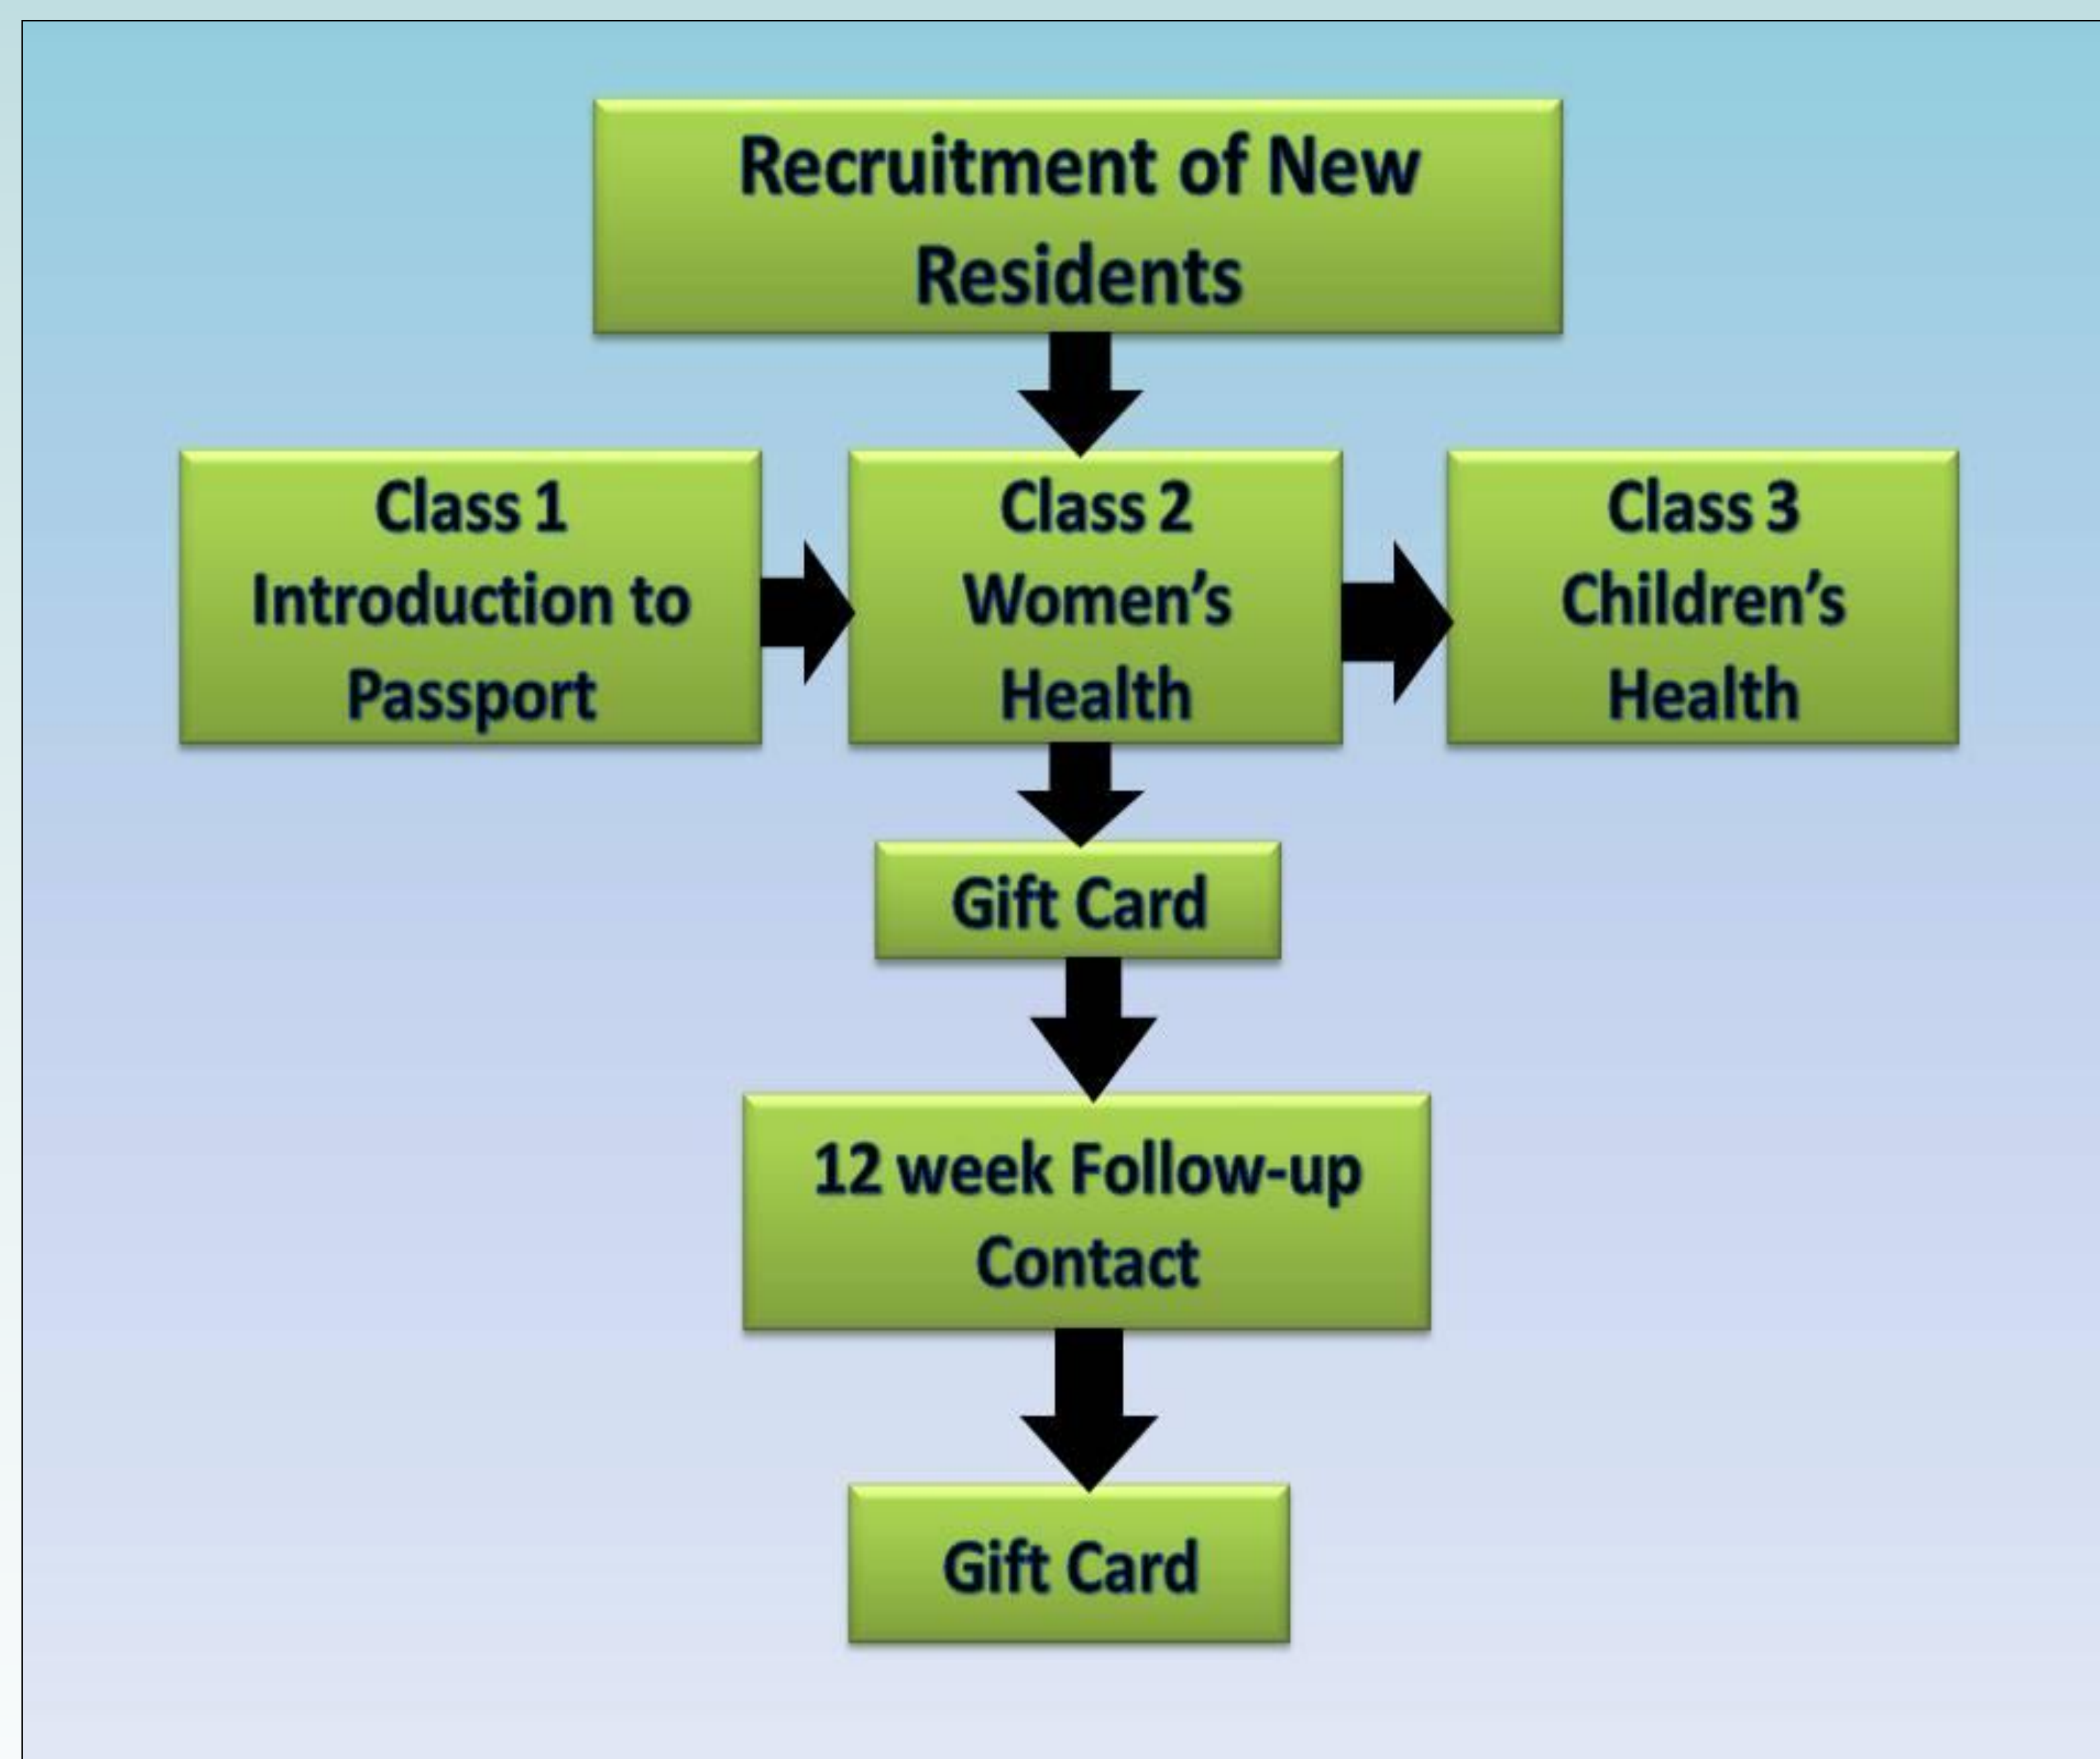 Recruitment of New
Residents
Class 1
Introduction to
Passport
Class 2
Women’s
Health
Class 3
Children’s
Health
Gift Card
12 week Follow-up
Contact
Gift Card